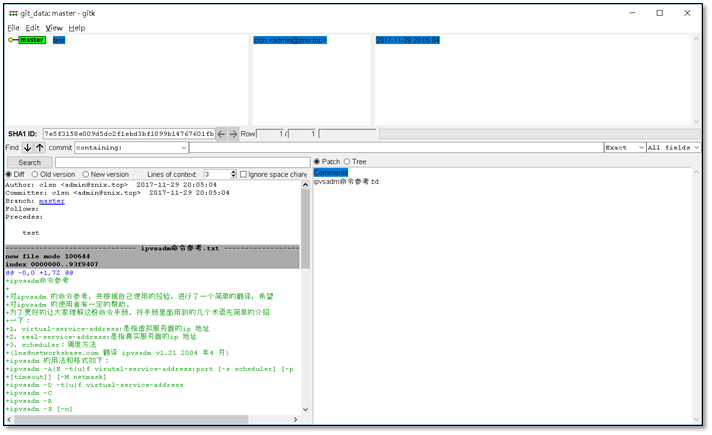 git_data: master - gitk
File Edit View Help
master test clsn <admin@znix.top> 2017-11-29 20:05:04
SHA1 ID: 7e5f3158e009d5dc2f1ebd3bf1099b14767601fb Row 1 / 1
Find commit containing: Exact All fields
Search
Patch Tree
Diff Old version New version Lines of context: 3 Ignore space chang
Comments
ipvsadm命令参考.txt
Author: clsn <admin@znix.top> 2017-11-29 20:05:04
Committer: clsn <admin@znix.top> 2017-11-29 20:05:04
Branch: master
Follows:
Precedes:
test
---------------------------- ipvsadm命令参考.txt ----------------------------
new file mode 100644
index 0000000..93f9407
@@ -0,0 +1,72 @@
+ipvsadm命令参考
+
+对ipvsadm 的命令参考，并根据自己使用的经验，进行了一个简单的翻译，希望
+对ipvsadm 的使用者有一定的帮助。
+为了更好的让大家理解这份命令手册，将手册里面用到的几个术语先简单的介绍
+一下：
+1，virtual-service-address:是指虚拟服务器的ip 地址
+2，real-service-address:是指真实服务器的ip 地址
+3，scheduler：调度方法
+(lna@networksbase.com 翻译 ipvsadm v1.21 2004 年4 月)
+ipvsadm 的用法和格式如下：
+ipvsadm -A|E -t|u|f virutal-service-address:port [-s scheduler] [-p
+[timeout]] [-M netmask]
+ipvsadm -D -t|u|f virtual-service-address
+ipvsadm -C
+ipvsadm -R
+ipvsadm -S [-n]